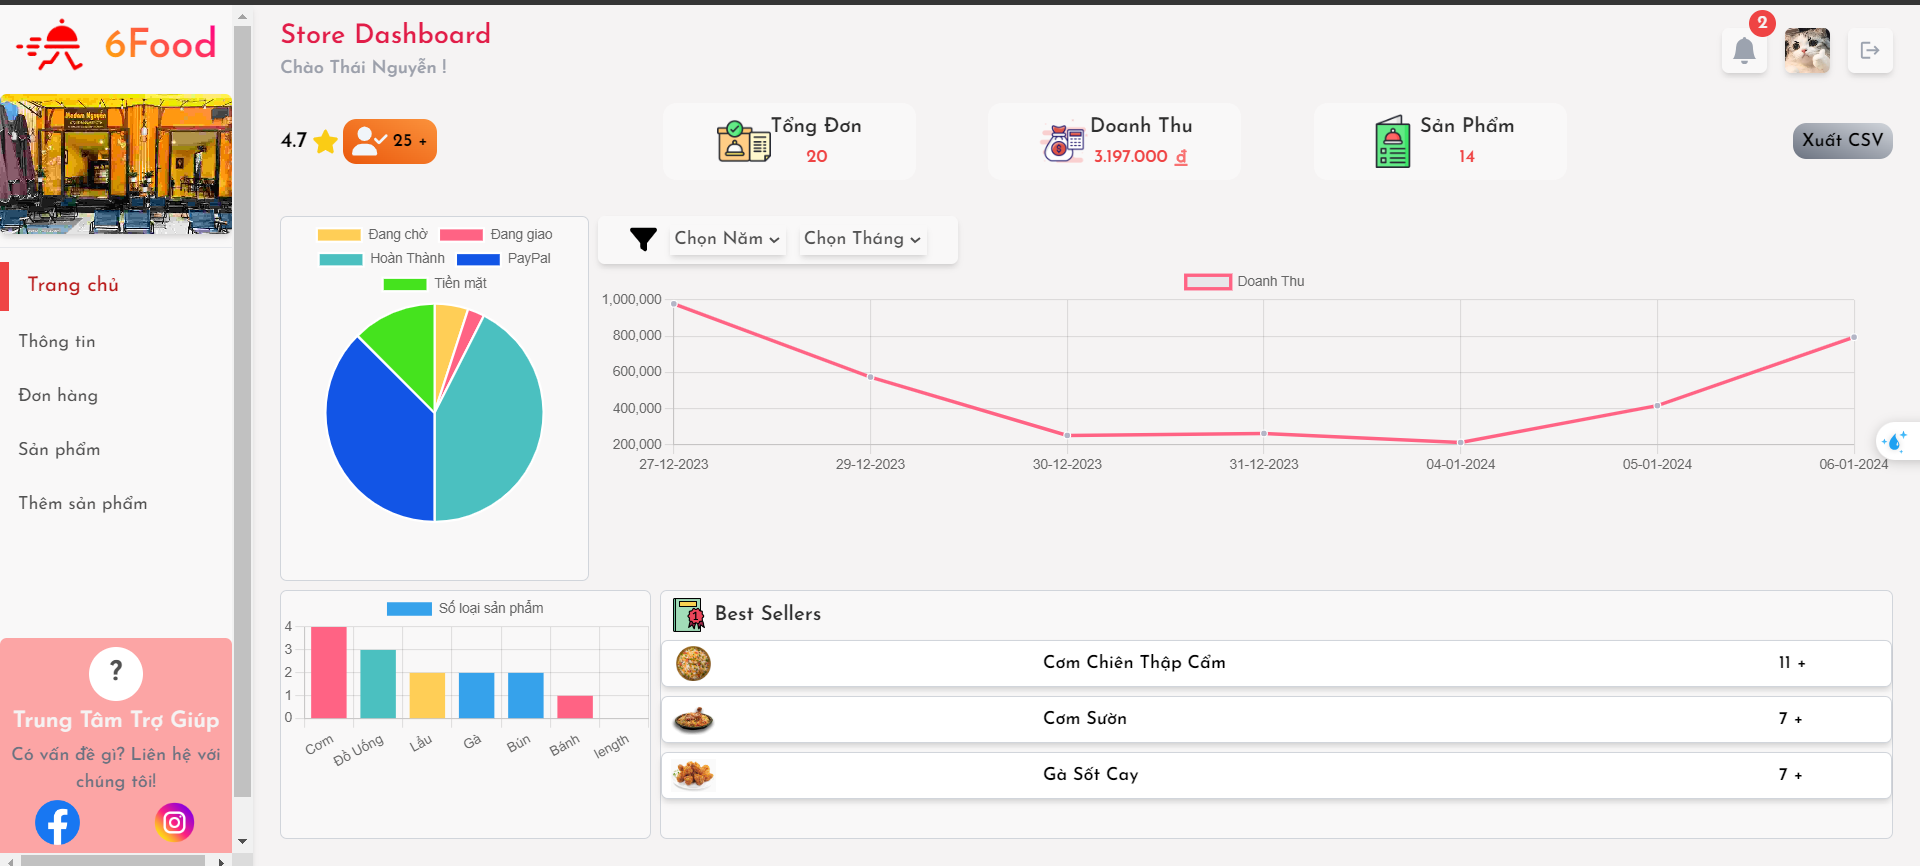 6Food
Store Dashboard
Chào Thái Nguyễn !
2
Madam Nguyen
Trang chủ
Thông tin
Đơn hàng
Sản phẩm
Thêm sản phẩm
?
Trung Tâm Trợ Giúp
Có vấn đề gì? Liên hệ với
chúng tôi!
4.7
25 +
Tổng Đơn
20
Doanh Thu
3.197.000 đ
Sản Phẩm
14
Xuất CSV
Đang chờ
Đang giao
Hoàn Thành
PayPal
Tiền mặt
Chọn Năm
Chọn Tháng
Doanh Thu
1,000,000
800,000
600,000
400,000
200,000
27-12-2023
29-12-2023
30-12-2023
31-12-2023
04-01-2024
05-01-2024
06-01-2024
Số loại sản phẩm
4
3
2
1
0
Cơm
Đồ Uống
Lẩu
Gà
Bún
Bánh
length
1
Best Sellers
Cơm Chiên Thập Cẩm
11 +
Cơm Sườn
7 +
Gà Sốt Cay
7 +